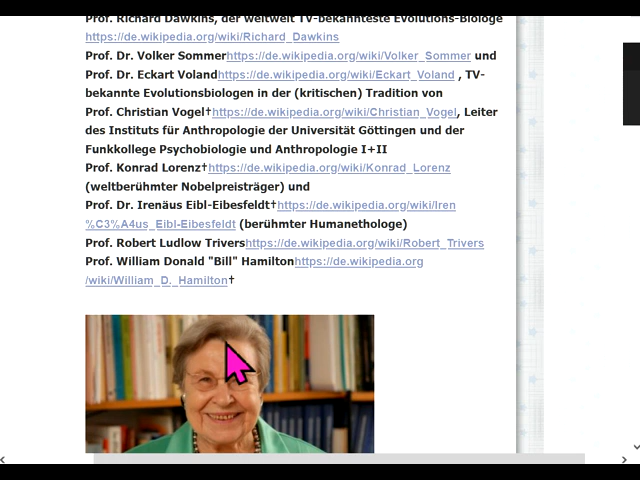 Prof. Richard Dawkins, der weltweit TV-bekannteste Evolutions-Biologe
https://de.wikipedia.org/wiki/Richard_Dawkins
Prof. Dr. Volker Sommerhttps://de.wikipedia.org/wiki/Volker_Sommer und
Prof. Dr. Eckart Volandhttps://de.wikipedia.org/wiki/Eckart_Voland , TV-
bekannte Evolutionsbiologen in der (kritischen) Tradition von
Prof. Christian Vogel†https://de.wikipedia.org/wiki/Christian_Vogel, Leiter
des Instituts für Anthropologie der Universität Göttingen und der
Funkkollege Psychobiologie und Anthropologie I+II
Prof. Konrad Lorenz†https://de.wikipedia.org/wiki/Konrad_Lorenz
(weltberühmter Nobelpreisträger) und
Prof. Dr. Irenäus Eibl-Eibesfeldt†https://de.wikipedia.org/wiki/Iren
%C3%A4us_Eibl-Eibesfeldt (berühmter Humanethologe)
Prof. Robert Ludlow Trivershttps://de.wikipedia.org/wiki/Robert_Trivers
Prof. William Donald "Bill" Hamiltonhttps://de.wikipedia.org
/wiki/William_D._Hamilton†